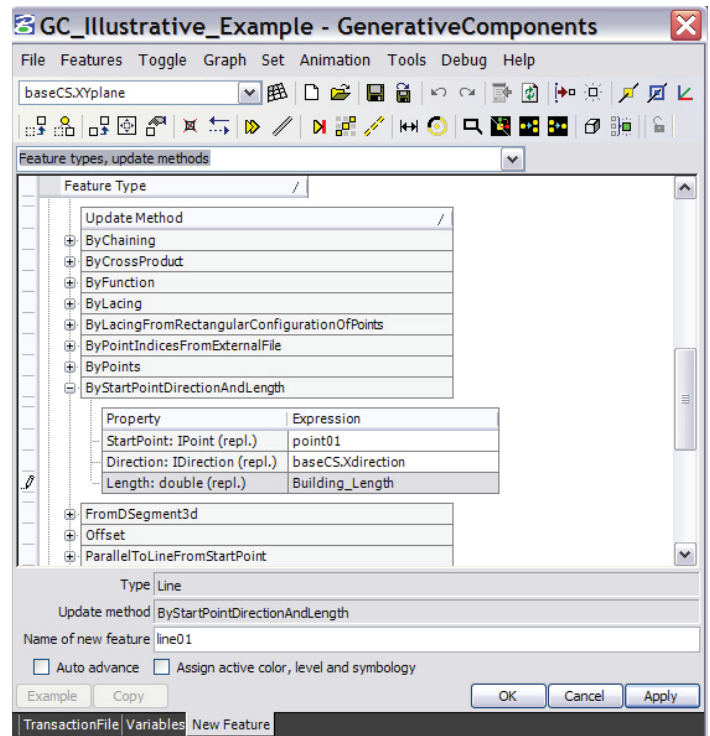 GC_Illustrative_Example - GenerativeComponents
File Features Toggle Graph Set Animation Tools Debug Help
baseCS.XYplane
Feature types, update methods
Feature Type /
Update Method /
ByChaining
ByCrossProduct
ByFunction
ByLacing
ByLacingFromRectangularConfigurationOfPoints
ByPointIndicesFromExternalFile
ByPoints
ByStartPointDirectionAndLength
Property Expression
StartPoint: IPoint (repl.) point01
Direction: IDirection (repl.) baseCS.Xdirection
Length: double (repl.) Building_Length
FromDSegment3d
Offset
ParallelToLineFromStartPoint
Type Line
Update method ByStartPointDirectionAndLength
Name of new feature line01
Auto advance Assign active color, level and symbology
Example Copy OK Cancel Apply
TransactionFile Variables New Feature